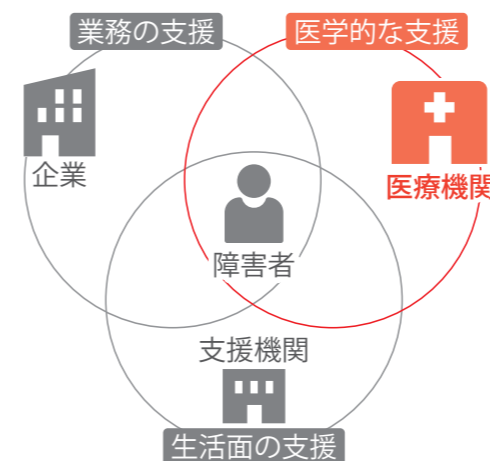 業務の支援
医学的な支援
企業
医療機関
障害者
支援機関
生活面の支援